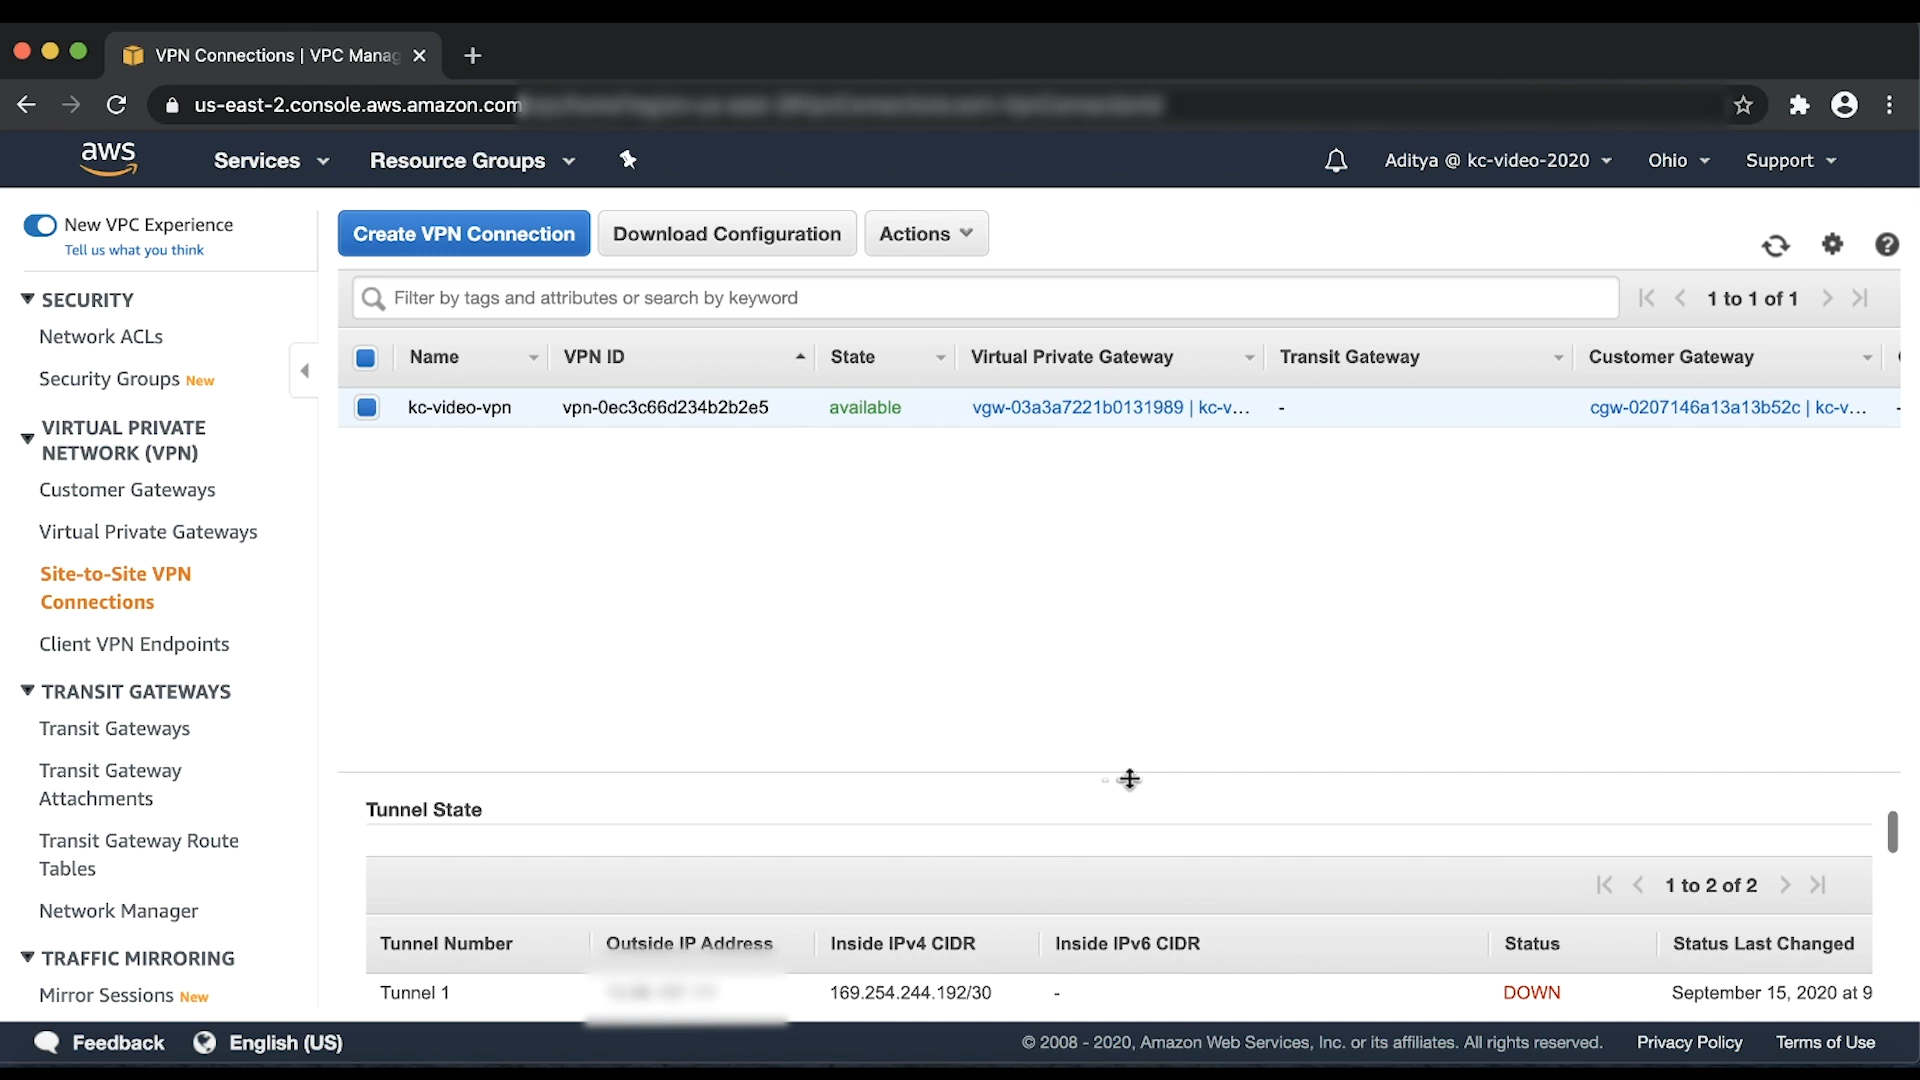 VPN Connections | VPC Manag
us-east-2.console.aws.amazon.com
aws
Services
Resource Groups
Aditya @ kc-video-2020
Ohio
Support
New VPC Experience
Tell us what you think
SECURITY
Network ACLs
Security Groups New
VIRTUAL PRIVATE
NETWORK (VPN)
Customer Gateways
Virtual Private Gateways
Site-to-Site VPN
Connections
Client VPN Endpoints
TRANSIT GATEWAYS
Transit Gateways
Transit Gateway
Attachments
Transit Gateway Route
Tables
Network Manager
TRAFFIC MIRRORING
Mirror Sessions New
Create VPN Connection
Download Configuration
Actions
Filter by tags and attributes or search by keyword
1 to 1 of 1
Name VPN ID State Virtual Private Gateway Transit Gateway Customer Gateway
kc-video-vpn vpn-0ec3c66d234b2b2e5 available vgw-03a3a7221b0131989 | kc-v... - cgw-0207146a13a13b52c | kc-v... -
Tunnel State
1 to 2 of 2
Tunnel Number Outside IP Address Inside IPv4 CIDR Inside IPv6 CIDR Status Status Last Changed
Tunnel 1 169.254.244.192/30 - DOWN September 15, 2020 at 9
Feedback
English (US)
© 2008 - 2020, Amazon Web Services, Inc. or its affiliates. All rights reserved.
Privacy Policy
Terms of Use